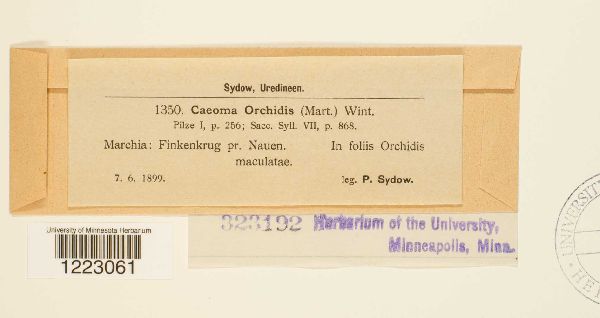 Sydow, Uredineen.
1350. Caeoma Orchidis (Mart.) Wint.
Pilze I, p. 256; Sacc. Syll. VII, p. 868.
Marchia: Finkenkrug pr. Nauen. In foliis Orchidis
maculatae.
7. 6. 1899. leg. P. Sydow.
323192 Herbarium of the University,
Minneapolis, Minn.
University of Minnesota Herbarium
1223061
UNIVERSITY
HE